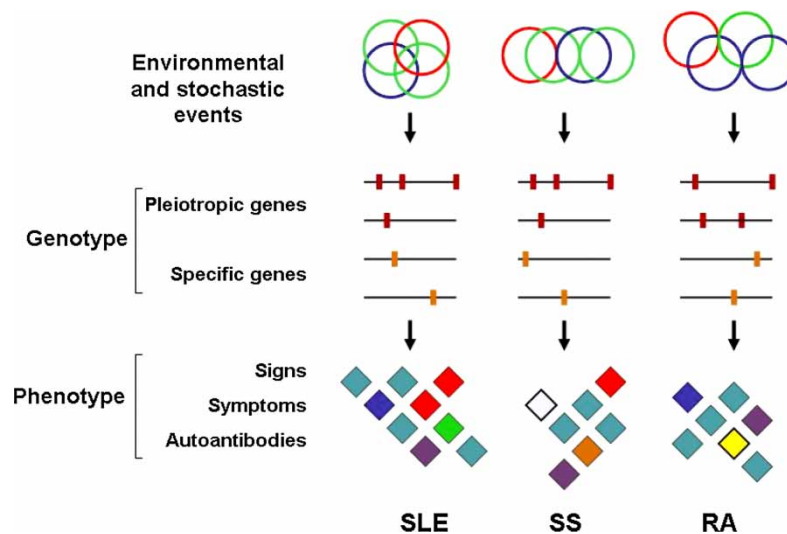 Environmental
and stochastic
events
Pleiotropic genes
Genotype
Specific genes
Signs
Phenotype
Symptoms
Autoantibodies
SLE
SS
RA